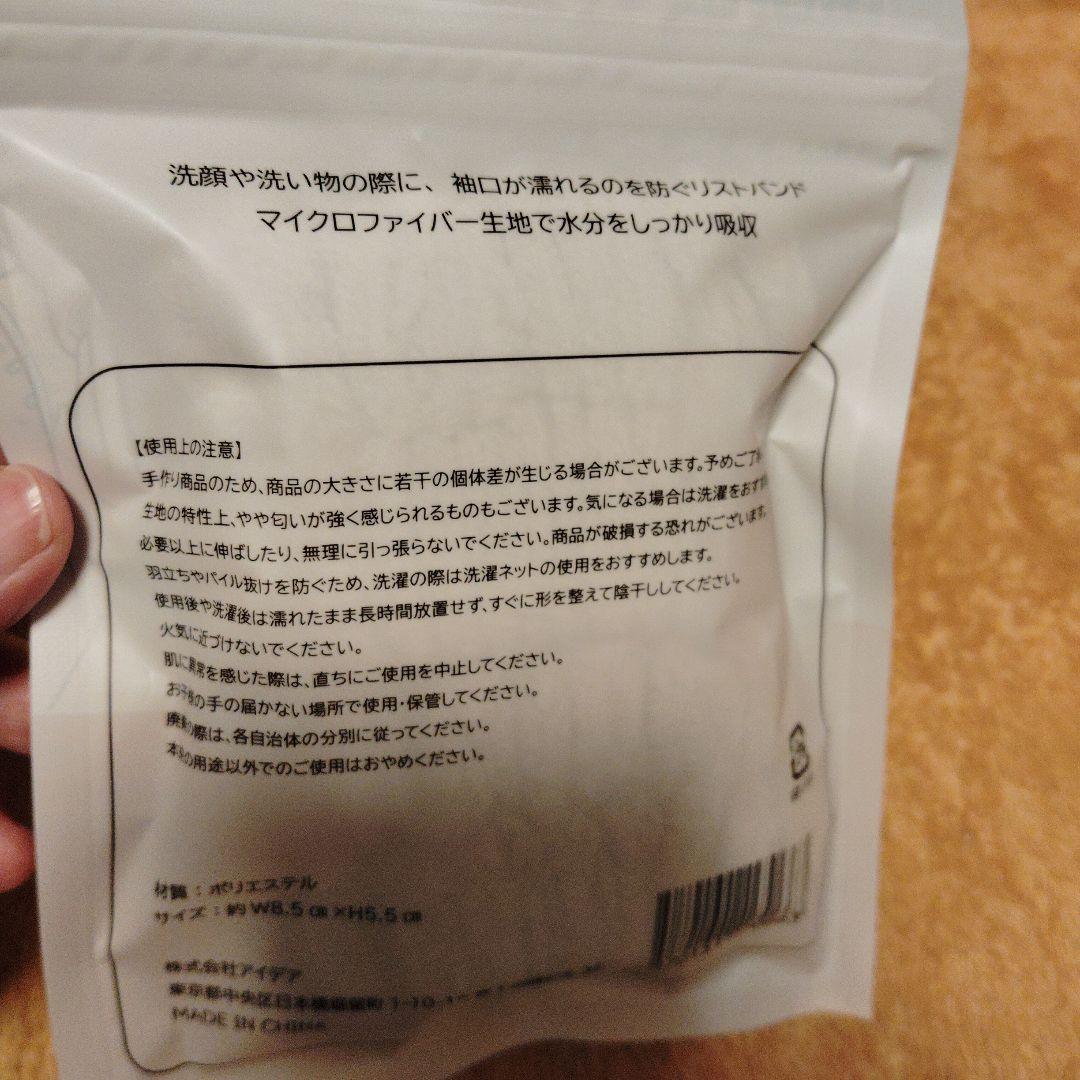 洗顔や洗い物の際に、袖口が濡れるのを防ぐリストバンド
マイクロファイバー生地で水分をしっかり吸収
【使用上の注意】
手作り商品のため、商品の大きさに若干の個体差が生じる場合がございます。予めご了
生地の特性上、やや匂いが強く感じられるものもございます。気になる場合は洗濯をおす
必要以上に伸ばしたり、無理に引っ張らないでください。商品が破損する恐れがございます。
羽立ちやパイル抜けを防ぐため、洗濯の際は洗濯ネットの使用をおすすめします。
使用後や洗濯後は濡れたまま長時間放置せず、すぐに形を整えて陰干ししてください。
火気に近づけないでください。
肌に異常を感じた際は、直ちにご使用を中止してください。
お子様の手の届かない場所で使用・保管してください。
廃棄の際は、各自治体の分別に従ってください。
本来の用途以外でのご使用はおやめください。
材質：ポリエステル
サイズ：約W8.5㎝×H5.5㎝
株式会社アイデア
東京都中央区日本橋堀留町 1-10-
MADE IN CHINA